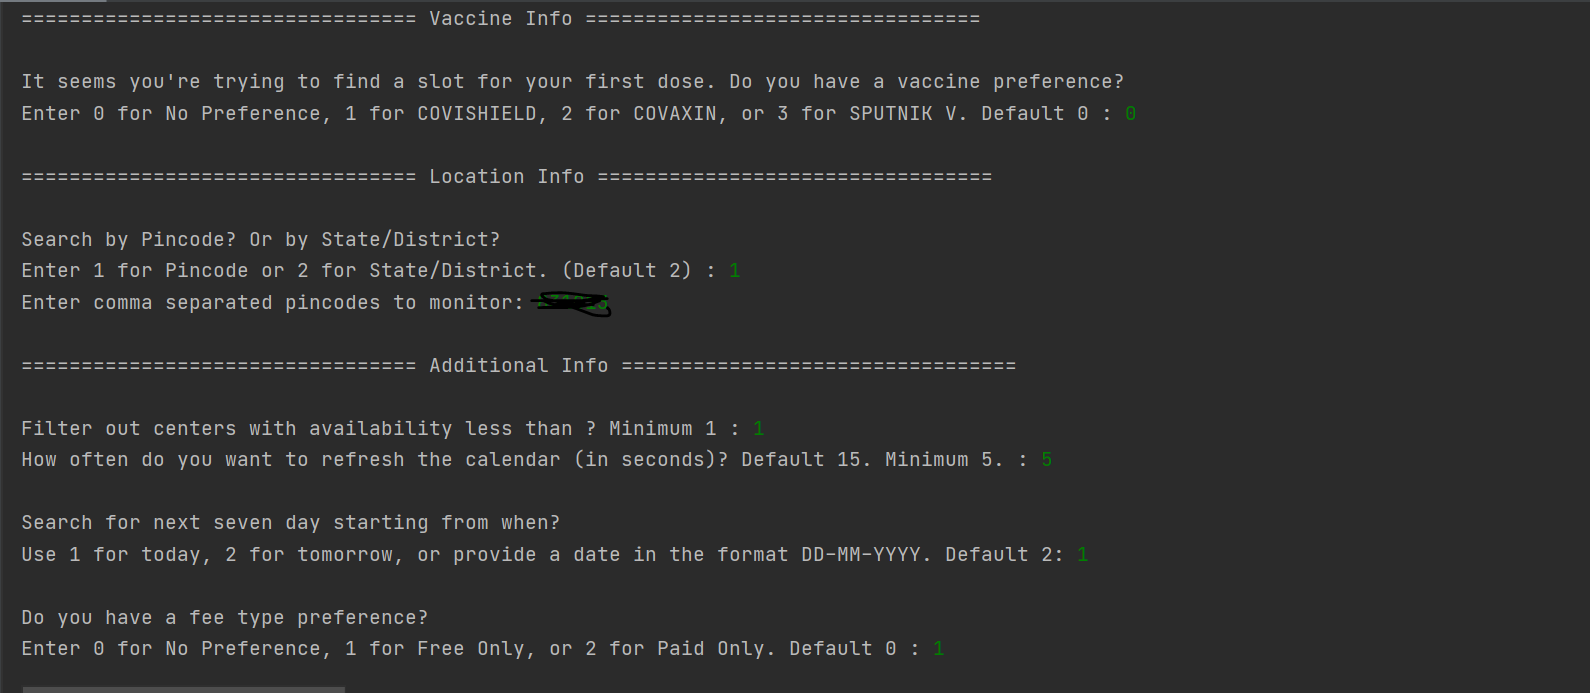 ================================= Vaccine Info =================================
It seems you're trying to find a slot for your first dose. Do you have a vaccine preference?
Enter 0 for No Preference, 1 for COVISHIELD, 2 for COVAXIN, or 3 for SPUTNIK V. Default 0 : 0
================================= Location Info =================================
Search by Pincode? Or by State/District?
Enter 1 for Pincode or 2 for State/District. (Default 2) : 1
Enter comma separated pincodes to monitor:
================================= Additional Info =================================
Filter out centers with availability less than ? Minimum 1 : 1
How often do you want to refresh the calendar (in seconds)? Default 15. Minimum 5. : 5
Search for next seven day starting from when?
Use 1 for today, 2 for tomorrow, or provide a date in the format DD-MM-YYYY. Default 2: 1
Do you have a fee type preference?
Enter 0 for No Preference, 1 for Free Only, or 2 for Paid Only. Default 0 : 1